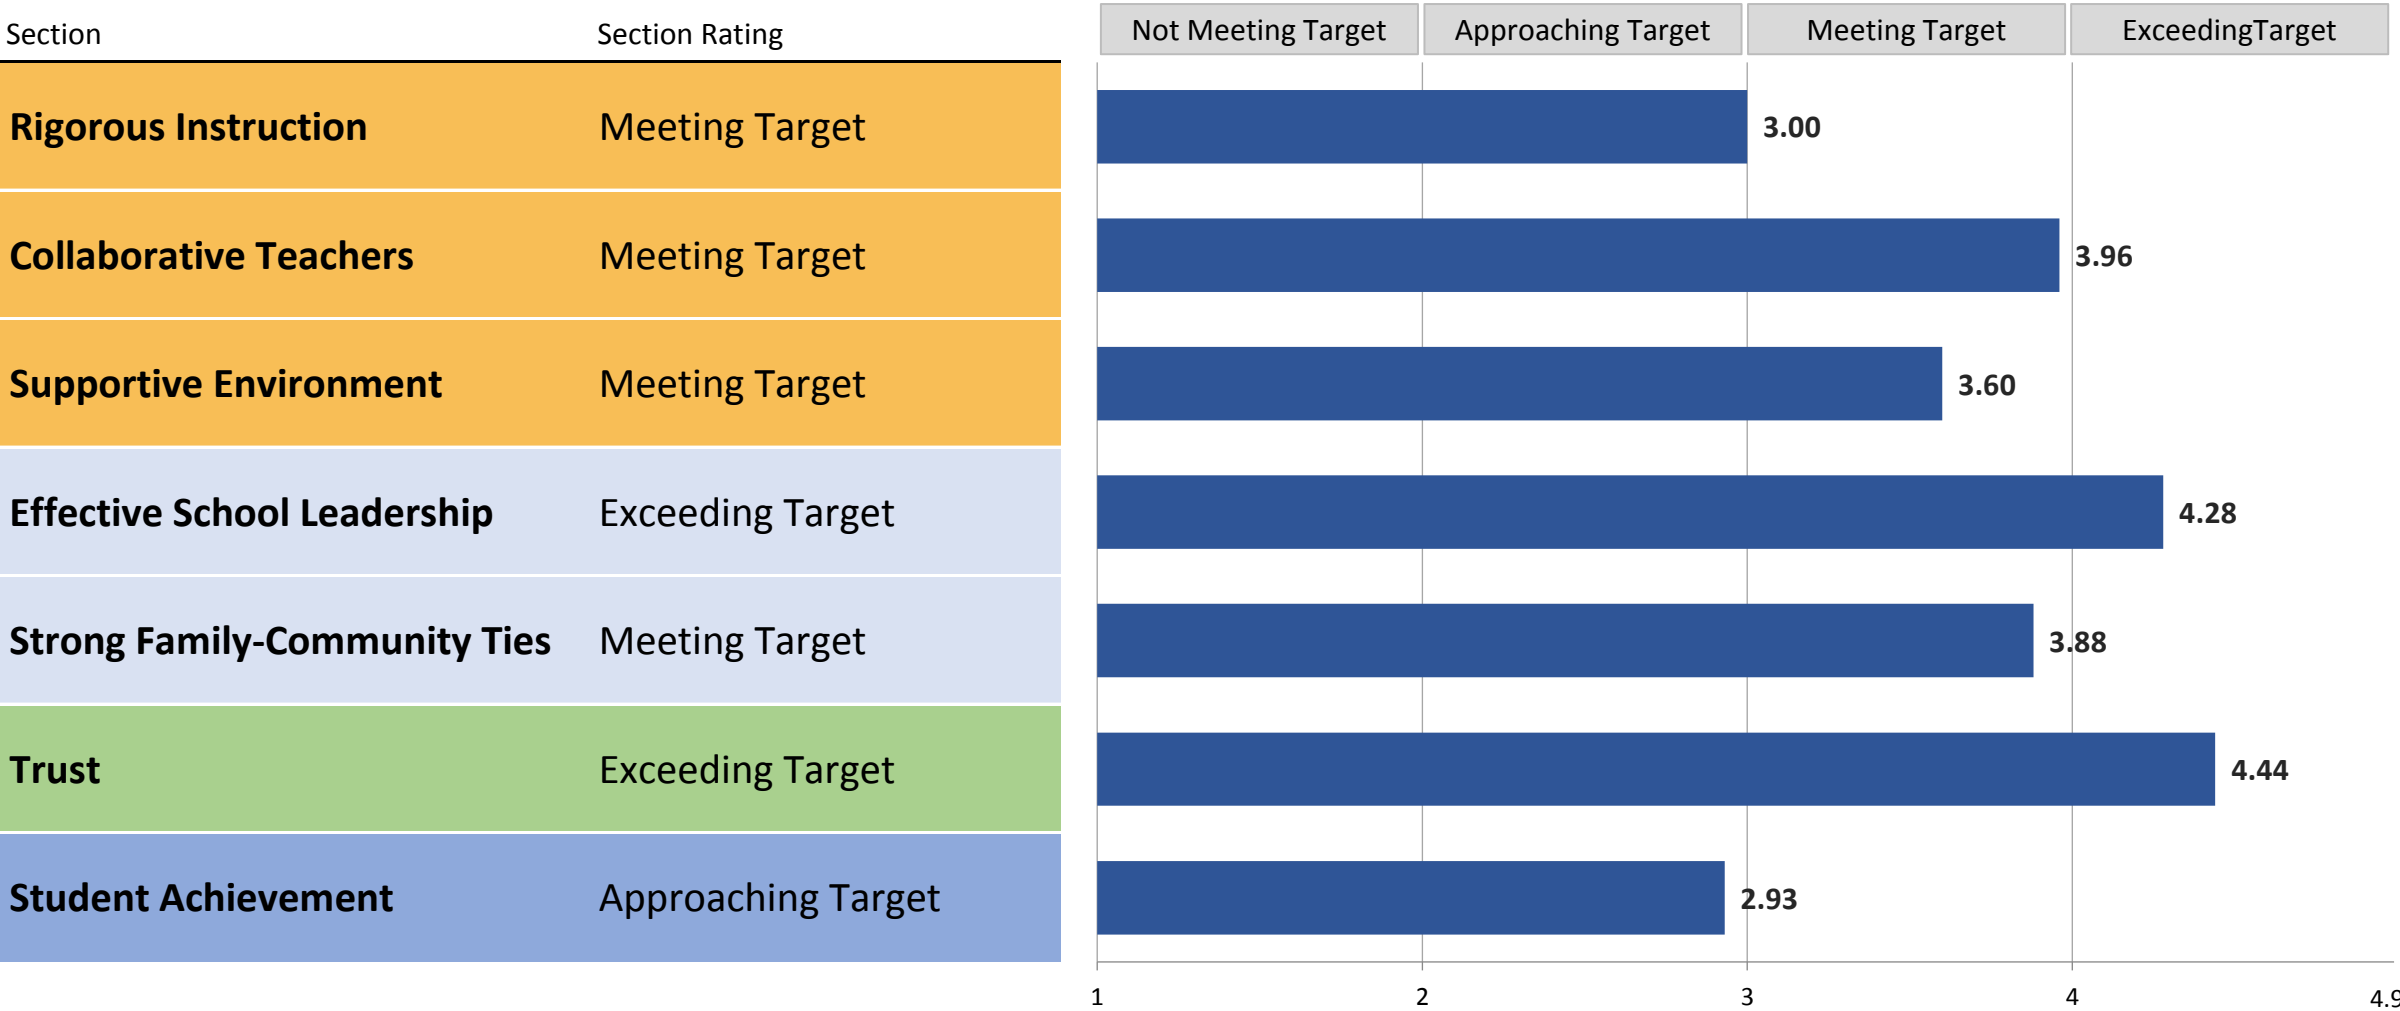 Section Section Rating Not Meeting Target Approaching Target Meeting Target ExceedingTarget
Rigorous Instruction Meeting Target 3.00
Collaborative Teachers Meeting Target 3.96
Supportive Environment Meeting Target 3.60
Effective School Leadership Exceeding Target 4.28
Strong Family-Community Ties Meeting Target 3.88
Trust Exceeding Target 4.44
Student Achievement Approaching Target 2.93
1 2 3 4 4.9